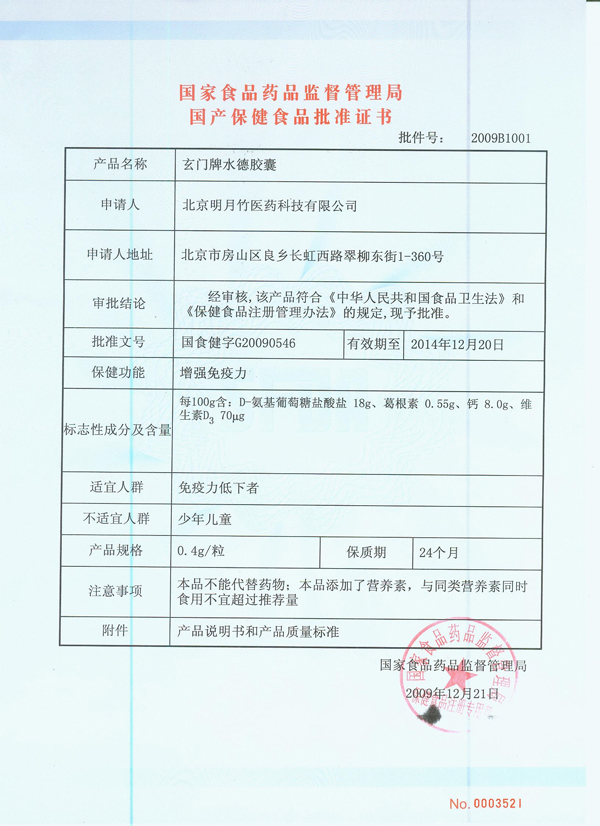 国家食品药品监督管理局
国产保健食品批准证书
批件号: 2009B1001
产品名称 玄门牌水德胶囊
申请人 北京明月竹医药科技有限公司
申请人地址 北京市房山区良乡长虹西路翠柳东街1-360号
审批结论 经审核,该产品符合《中华人民共和国食品卫生法》和
《保健食品注册管理办法》的规定,现予批准。
批准文号 国食健字G20090546 有效期至 2014年12月20日
保健功能 增强免疫力
标志性成分及含量 每100g含: D-氨基葡萄糖盐酸盐 18g、葛根素 0.55g、钙 8.0g、维
生素D3 70μg
适宜人群 免疫力低下者
不适宜人群 少年儿童
产品规格 0.4g/粒 保质期 24个月
注意事项 本品不能代替药物；本品添加了营养素，与同类营养素同时
食用不宜超过推荐量
附件 产品说明书和产品质量标准
国家食品药品监督管理局
国家食品药品监督管理局
2009年12月21日
保健食品注册专用章
No. 0003521